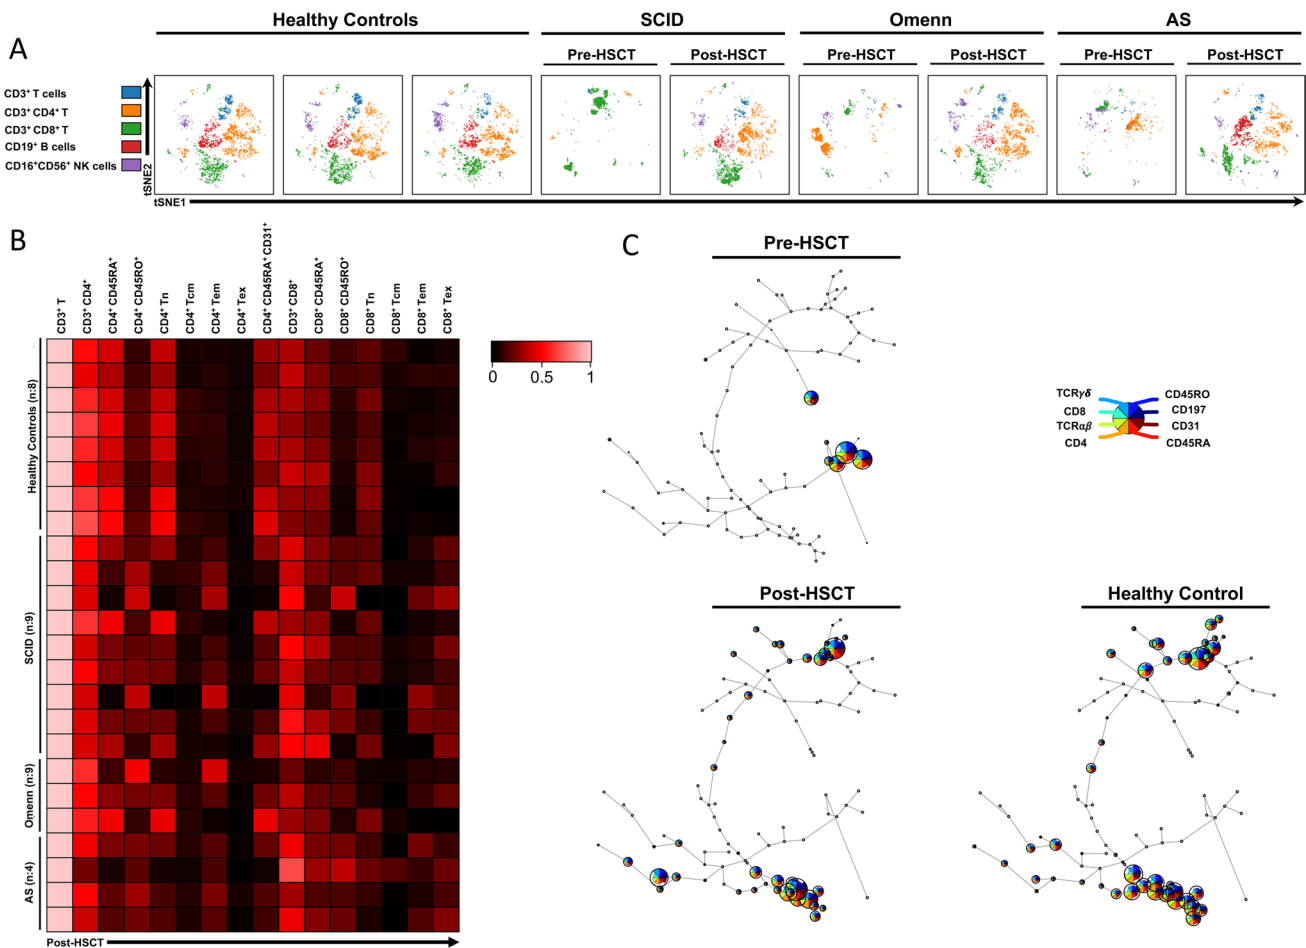 Healthy Controls
SCID
Omenn
AS
A
Pre-HSCT
Post-HSCT
Pre-HSCT
Post-HSCT
Pre-HSCT
Post-HSCT
CD3⁺ T cells
CD3⁺ CD4⁺ T
CD3⁺ CD8⁺ T
CD19⁺ B cells
CD16⁺CD56⁺ NK cells
tSNE2
tSNE1
B
CD3⁺ T
CD3⁺ CD4⁺
CD4⁺ CD45RA⁺
CD4⁺ CD45RO⁺
CD4⁺ Tn
CD4⁺ Tcm
CD4⁺ Tem
CD4⁺ Tex
CD4⁺ CD45RA⁺ CD31⁺
CD3⁺ CD8⁺
CD8⁺ CD45RA⁺
CD8⁺ CD45RO⁺
CD8⁺ Tn
CD8⁺ Tcm
CD8⁺ Tem
CD8⁺ Tex
0 0.5 1
Healthy Controls (n:8)
SCID (n:9)
Omenn (n:9)
AS (n:4)
Post-HSCT
C
Pre-HSCT
TCRγδ
CD8
TCRαβ
CD4
CD45RO
CD197
CD31
CD45RA
Post-HSCT
Healthy Control